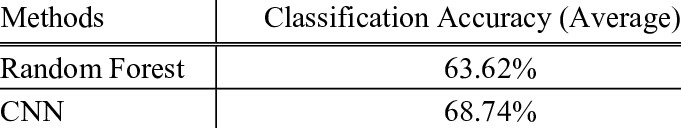 Methods Classification Accuracy (Average)
Random Forest 63.62%
CNN 68.74%